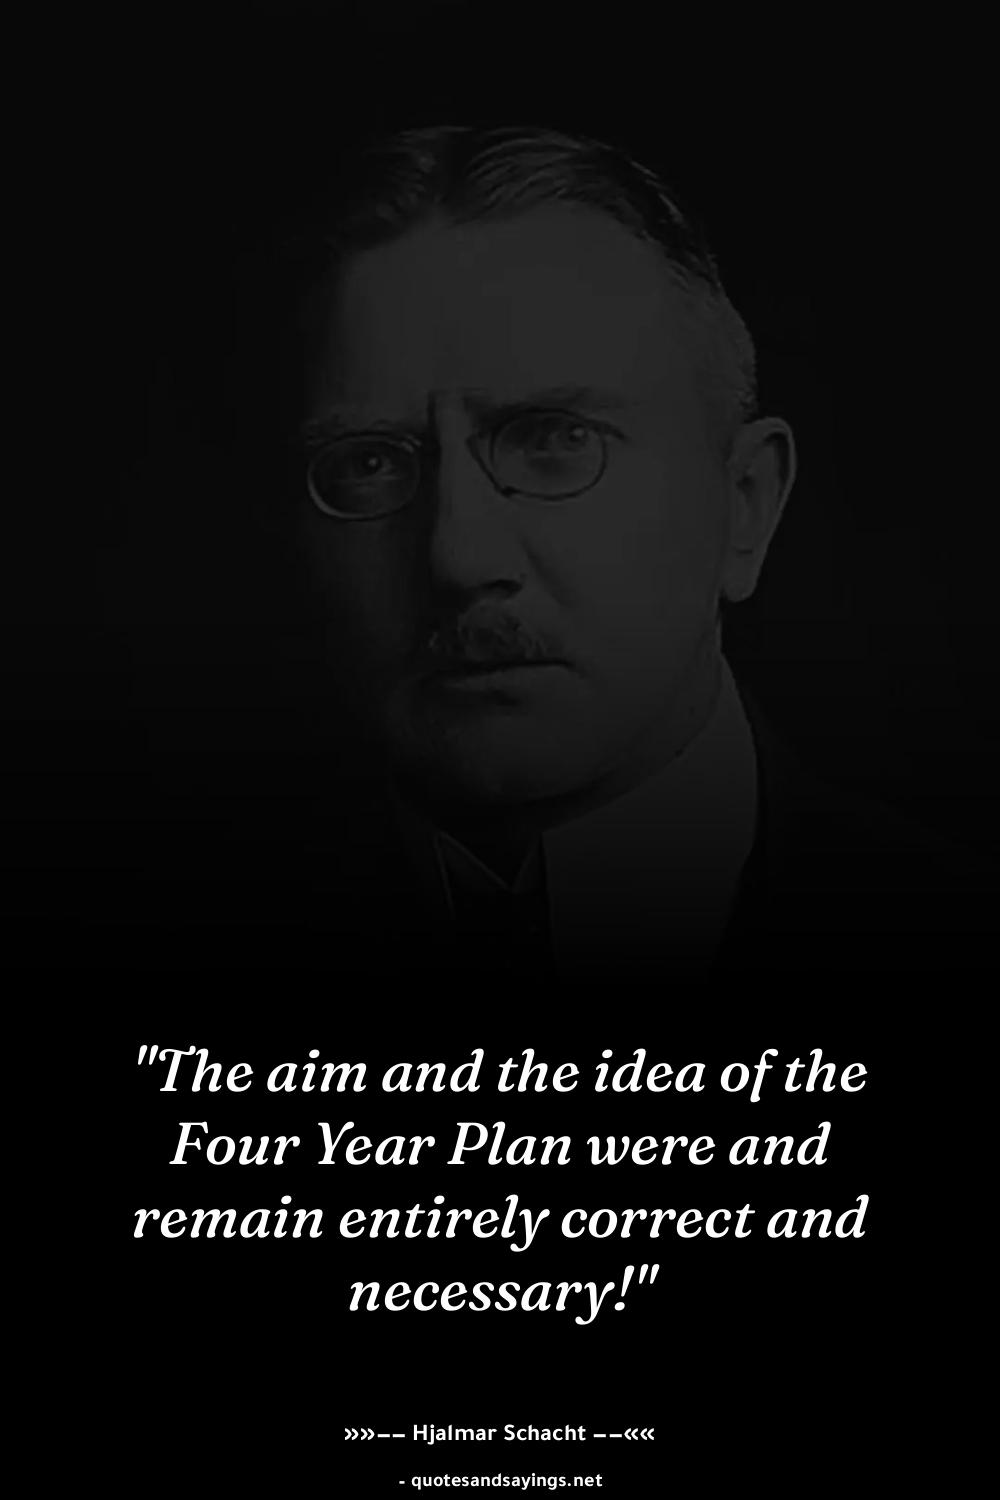 "The aim and the idea of the
Four Year Plan were and
remain entirely correct and
necessary!"
»»−− Hjalmar Schacht −−««
- quotesandsayings.net